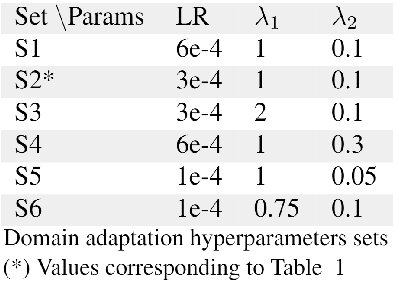 Set \Params LR λ1 λ2
S1 6e-4 1 0.1
S2* 3e-4 1 0.1
S3 3e-4 2 0.1
S4 6e-4 1 0.3
S5 1e-4 1 0.05
S6 1e-4 0.75 0.1
Domain adaptation hyperparameters sets
(*) Values corresponding to Table 1